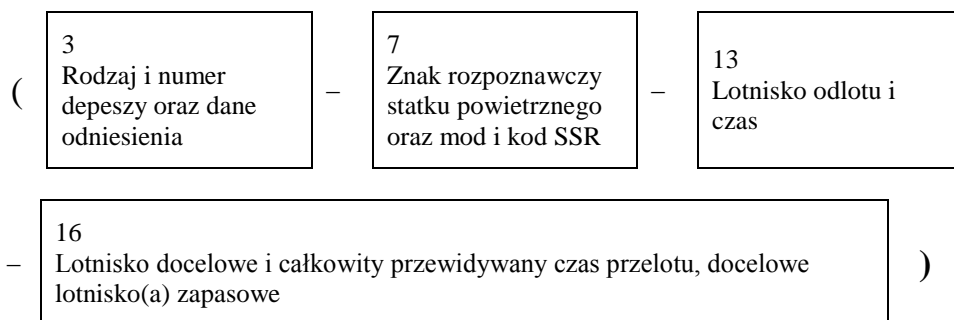 (
3
Rodzaj i numer
depeszy oraz dane
odniesienia
–
7
Znak rozpoznawczy
statku powietrznego
oraz mod i kod SSR
–
13
Lotnisko odlotu i
czas
–
16
Lotnisko docelowe i całkowity przewidywany czas przelotu, docelowe
lotnisko(a) zapasowe
)